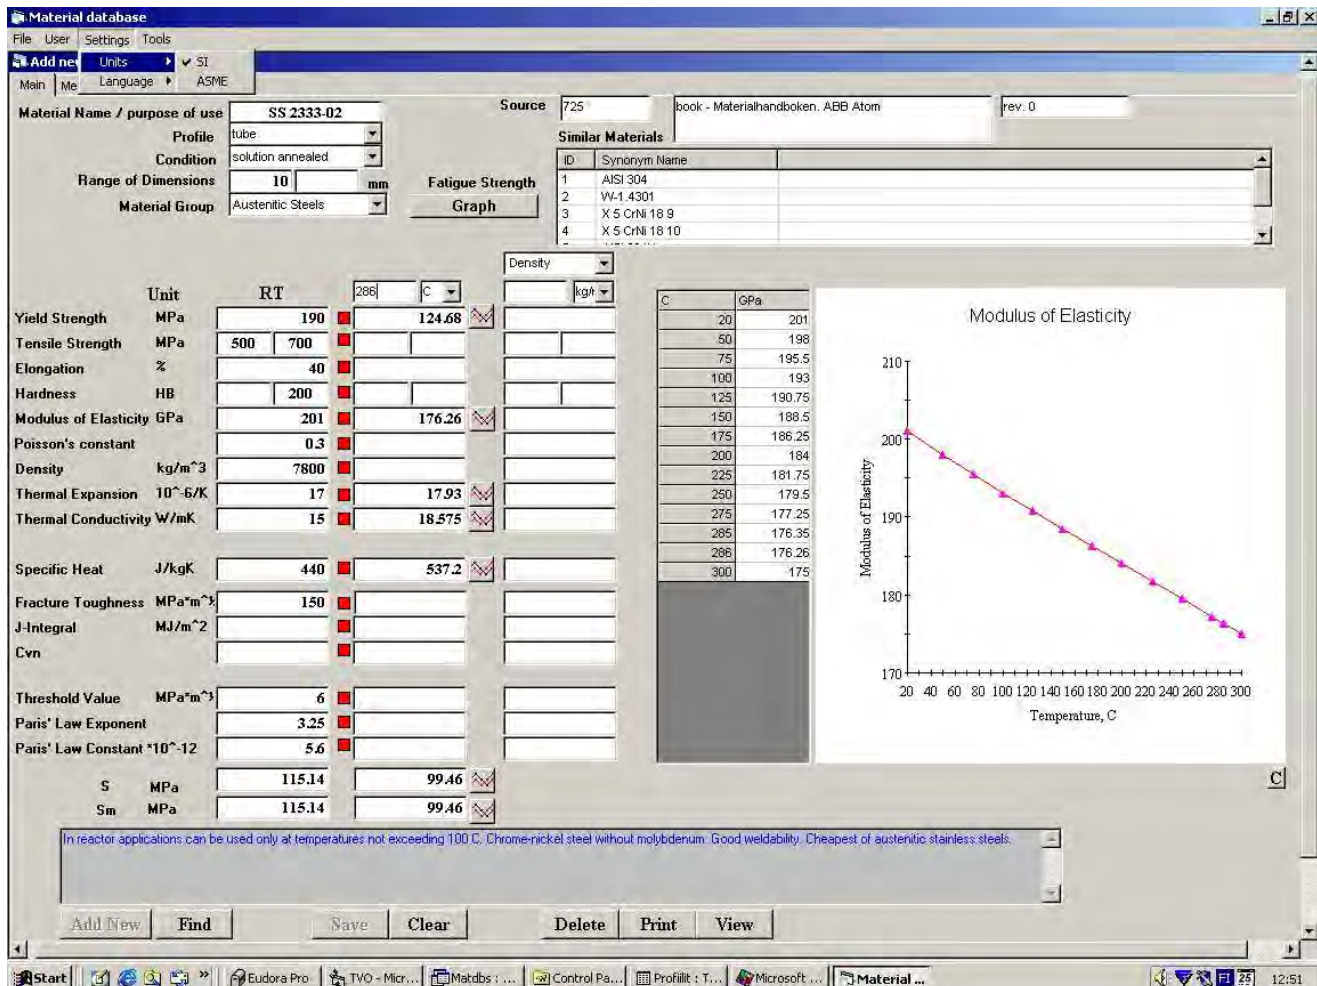 Material database
File User Settings Tools
Add ne
Units SI
Language ASME
Main Me
Material Name / purpose of use SS 2333-02
Source 725 book - Materialhandboken. ABB Atom rev. 0
Profile tube
Similar Materials
Condition solution annealed
ID Synonym Name
Range of Dimensions 10 mm
Fatigue Strength
1 AISI 304
Material Group Austenitic Steels
Graph
2 W-1.4301
3 X 5 CrNi 18 9
4 X 5 CrNi 18 10
Density
Unit RT 286 C kg/
Yield Strength MPa 190 124.68
Tensile Strength MPa 500 700
Elongation % 40
Hardness HB 200
Modulus of Elasticity GPa 201 176.26
Poisson's constant 0.3
Density kg/m^3 7800
Thermal Expansion 10^-6/K 17 17.93
Thermal Conductivity W/mK 15 18.575
Specific Heat J/kgK 440 537.2
Fracture Toughness MPa*m^½ 150
J-Integral MJ/m^2
Cvn
Threshold Value MPa*m^ 6
Paris' Law Exponent 3.25
Paris' Law Constant *10^-12 5.6
S MPa 115.14 99.46
Sm MPa 115.14 99.46
C GPa
20 201
50 198
75 195.5
100 193
125 190.75
150 188.5
175 186.25
200 184
225 181.75
250 179.5
275 177.25
285 176.35
286 176.26
300 175
Modulus of Elasticity
Modulus of Elasticity
210
200
190
180
170
20 40 60 80 100 120 140 160 180 200 220 240 260 280 300
Temperature, C
C
In reactor applications can be used only at temperatures not exceeding 100 C. Chrome-nickel steel without molybdenum. Good weldability. Cheapest of austenitic stainless steels.
Add New Find Save Clear Delete Print View
Start » Eudora Pro TVO - Micr... Matdbs : ... Control Pa... Profiilit : T... Microsoft ... Material ... FI 25 12:51